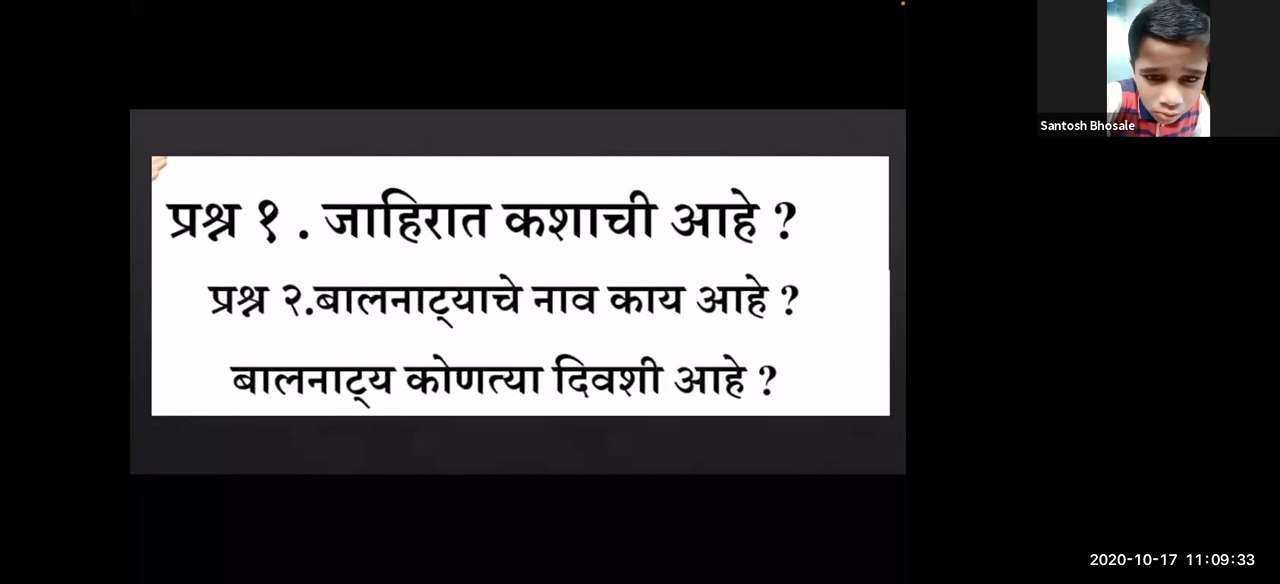 प्रश्न १ . जाहिरात कशाची आहे ?
प्रश्न २.बालनाट्याचे नाव काय आहे ?
बालनाट्य कोणत्या दिवशी आहे ?
Santosh Bhosale
2020-10-17 11:09:33